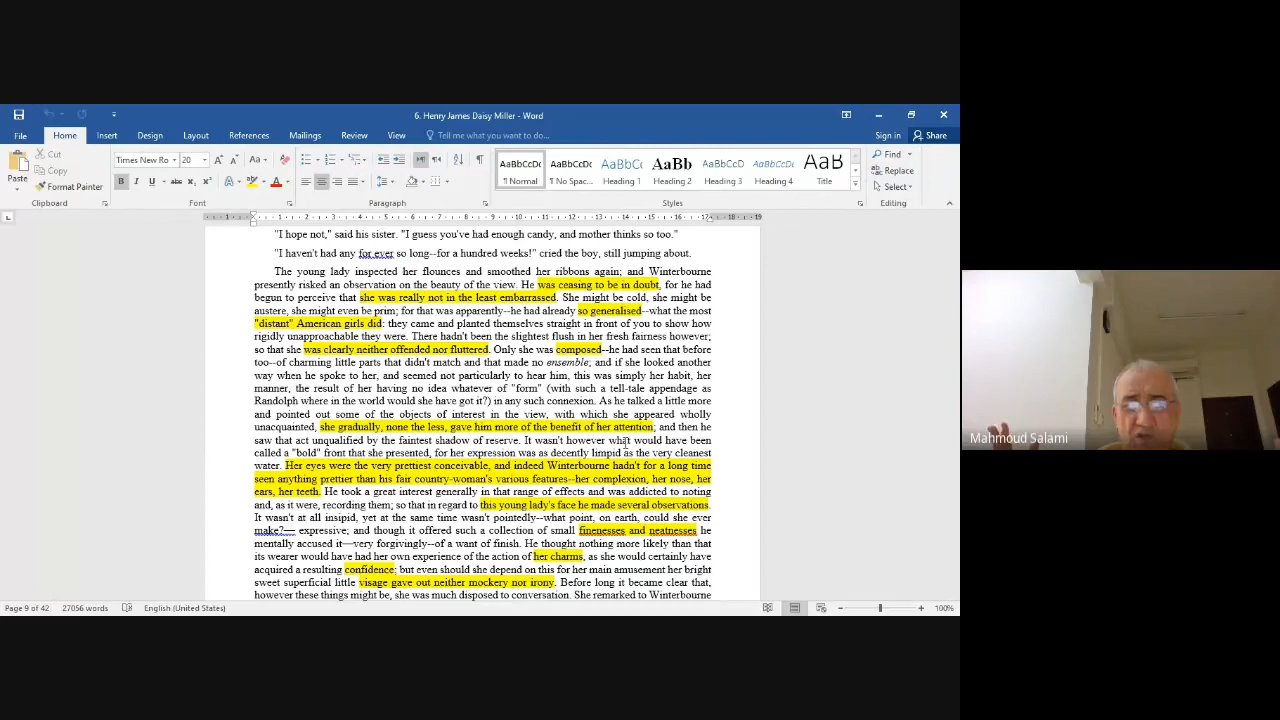 6. Henry James Daisy Miller - Word
File Home Insert Design Layout References Mailings Review View Tell me what you want to do... Sign in Share
Paste Cut Copy Format Painter
Times New Ro 20
AaBbCcDc AaBbCcDc AaBbC AaBb AaBbCcD AaBbCcD AaB
¶ Normal ¶ No Spac... Heading 1 Heading 2 Heading 3 Heading 4 Title
Find Replace Select
Clipboard Font Paragraph Styles Editing
"I hope not," said his sister. "I guess you've had enough candy, and mother thinks so too."
"I haven't had any for ever so long--for a hundred weeks!" cried the boy, still jumping about.
The young lady inspected her flounces and smoothed her ribbons again; and Winterbourne
presently risked an observation on the beauty of the view. He was ceasing to be in doubt, for he had
begun to perceive that she was really not in the least embarrassed. She might be cold, she might be
austere, she might even be prim; for that was apparently--he had already so generalised--what the most
"distant" American girls did: they came and planted themselves straight in front of you to show how
rigidly unapproachable they were. There hadn't been the slightest flush in her fresh fairness however;
so that she was clearly neither offended nor fluttered. Only she was composed--he had seen that before
too--of charming little parts that didn't match and that made no ensemble; and if she looked another
way when he spoke to her, and seemed not particularly to hear him, this was simply her habit, her
manner, the result of her having no idea whatever of "form" (with such a tell-tale appendage as
Randolph where in the world would she have got it?) in any such connexion. As he talked a little more
and pointed out some of the objects of interest in the view, with which she appeared wholly
unacquainted, she gradually, none the less, gave him more of the benefit of her attention; and then he
saw that act unqualified by the faintest shadow of reserve. It wasn't however what would have been
called a "bold" front that she presented, for her expression was as decently limpid as the very cleanest
water. Her eyes were the very prettiest conceivable, and indeed Winterbourne hadn't for a long time
seen anything prettier than his fair country-woman's various features--her complexion, her nose, her
ears, her teeth. He took a great interest generally in that range of effects and was addicted to noting
and, as it were, recording them; so that in regard to this young lady's face he made several observations.
It wasn't at all insipid, yet at the same time wasn't pointedly--what point, on earth, could she ever
make?— expressive; and though it offered such a collection of small finenesses and neatnesses he
mentally accused it—very forgivingly--of a want of finish. He thought nothing more likely than that
its wearer would have had her own experience of the action of her charms, as she would certainly have
acquired a resulting confidence; but even should she depend on this for her main amusement her bright
sweet superficial little visage gave out neither mockery nor irony. Before long it became clear that,
however these things might be, she was much disposed to conversation. She remarked to Winterbourne
Page 9 of 42 27056 words English (United States) 100%
Mahmoud Salami